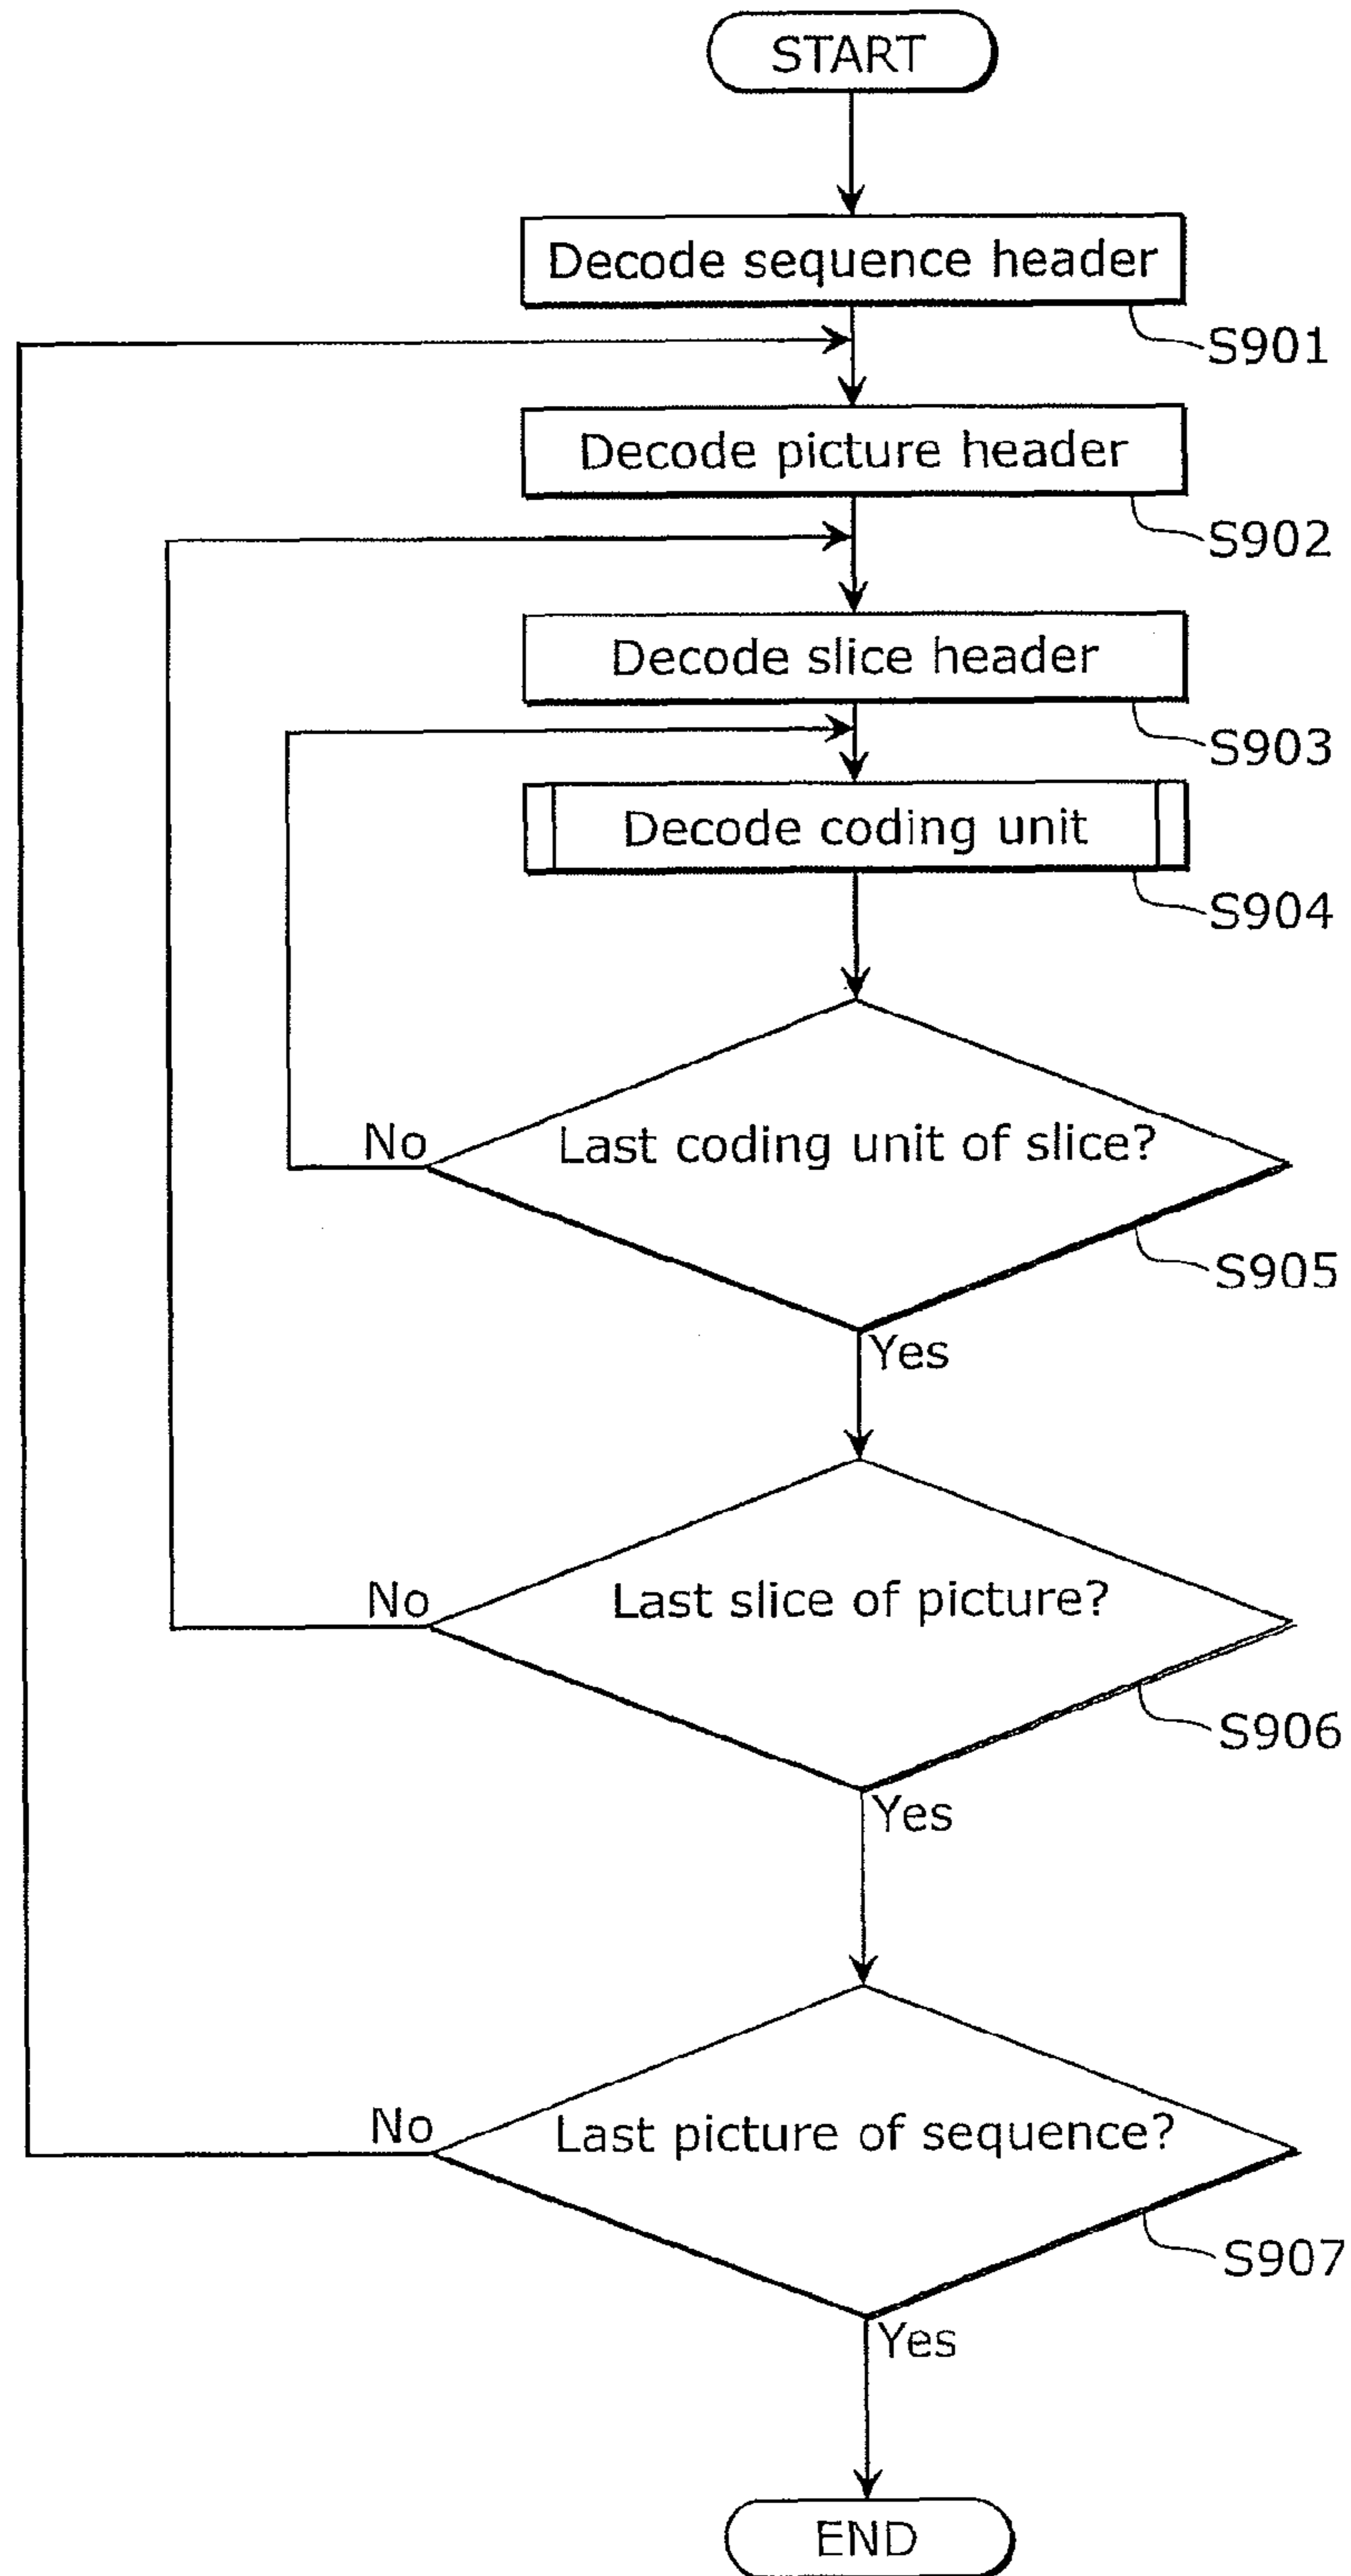 START
Decode sequence header
S901
Decode picture header
S902
Decode slice header
S903
Decode coding unit
S904
Last coding unit of slice?
No
S905
Yes
Last slice of picture?
No
S906
Yes
Last picture of sequence?
No
S907
Yes
END